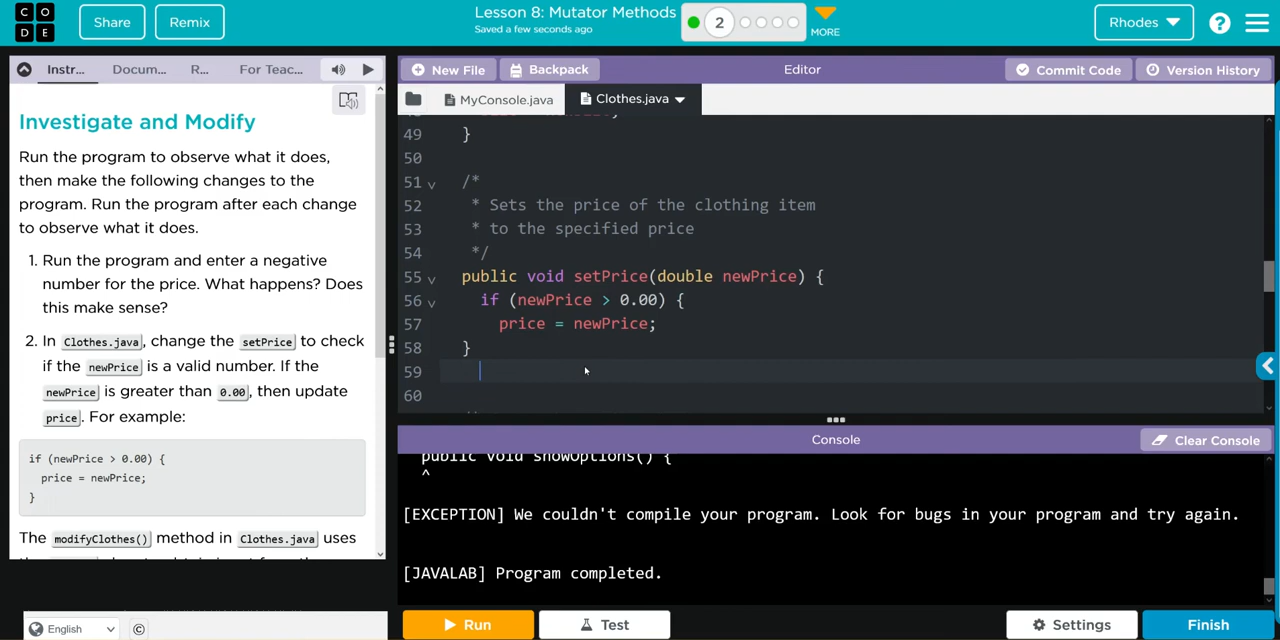 CODE
Share
Remix
Lesson 8: Mutator Methods
Saved a few seconds ago
2
MORE
Rhodes
?
Instr...
Docum...
R...
For Teac...
New File
Backpack
Editor
Commit Code
Version History
MyConsole.java
Clothes.java
Investigate and Modify
Run the program to observe what it does,
then make the following changes to the
program. Run the program after each change
to observe what it does.
1. Run the program and enter a negative
number for the price. What happens? Does
this make sense?
2. In Clothes.java, change the setPrice to check
if the newPrice is a valid number. If the
newPrice is greater than 0.00, then update
price. For example:
if (newPrice > 0.00) {
price = newPrice;
}
The modifyClothes() method in Clothes.java uses
49 }
50
51 /*
52 * Sets the price of the clothing item
53 * to the specified price
54 */
55 public void setPrice(double newPrice) {
56 if (newPrice > 0.00) {
57 price = newPrice;
58 }
59
60
Console
Clear Console
public void showOptions() {
^
[EXCEPTION] We couldn't compile your program. Look for bugs in your program and try again.
[JAVALAB] Program completed.
English
©
Run
Test
Settings
Finish